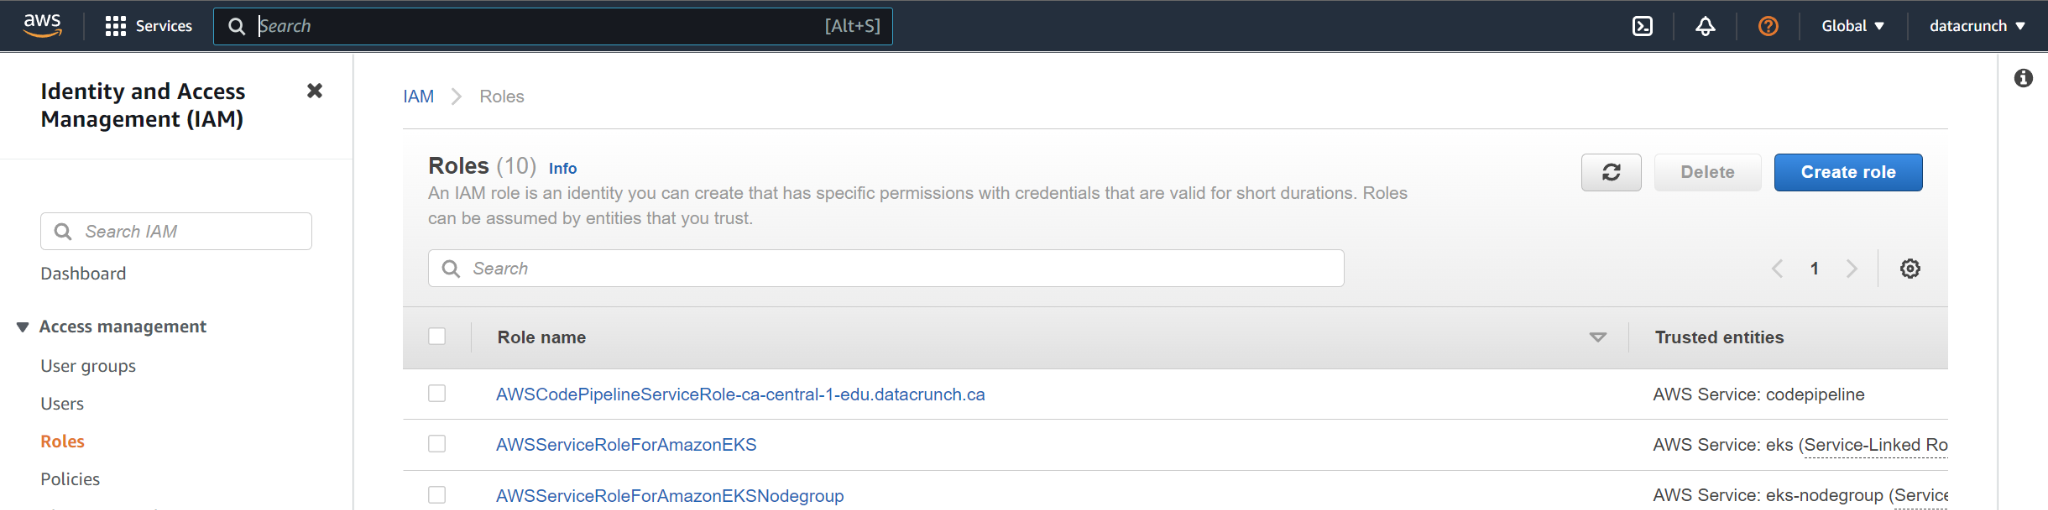 aws
Services
Search
[Alt+S]
Global
datacrunch
Identity and Access
Management (IAM)
Search IAM
Dashboard
Access management
User groups
Users
Roles
Policies
IAM
Roles
Roles (10) Info
An IAM role is an identity you can create that has specific permissions with credentials that are valid for short durations. Roles
can be assumed by entities that you trust.
Delete
Create role
Search
1
Role name
Trusted entities
AWSCodePipelineServiceRole-ca-central-1-edu.datacrunch.ca
AWS Service: codepipeline
AWSServiceRoleForAmazonEKS
AWS Service: eks (Service-Linked Ro
AWSServiceRoleForAmazonEKSNodegroup
AWS Service: eks-nodegroup (Service